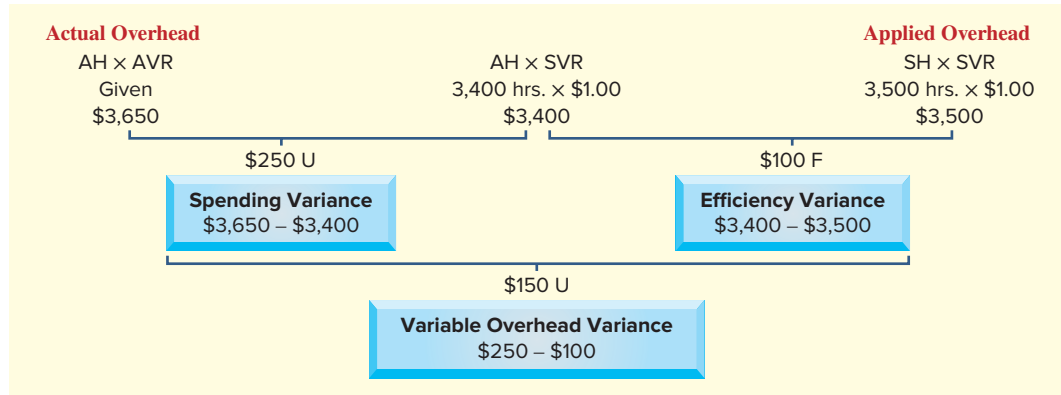 Actual Overhead
AH × AVR
Given
$3,650
AH × SVR
3,400 hrs. × $1.00
$3,400
Applied Overhead
SH × SVR
3,500 hrs. × $1.00
$3,500
$250 U
$100 F
Spending Variance
$3,650 – $3,400
Efficiency Variance
$3,400 – $3,500
$150 U
Variable Overhead Variance
$250 – $100